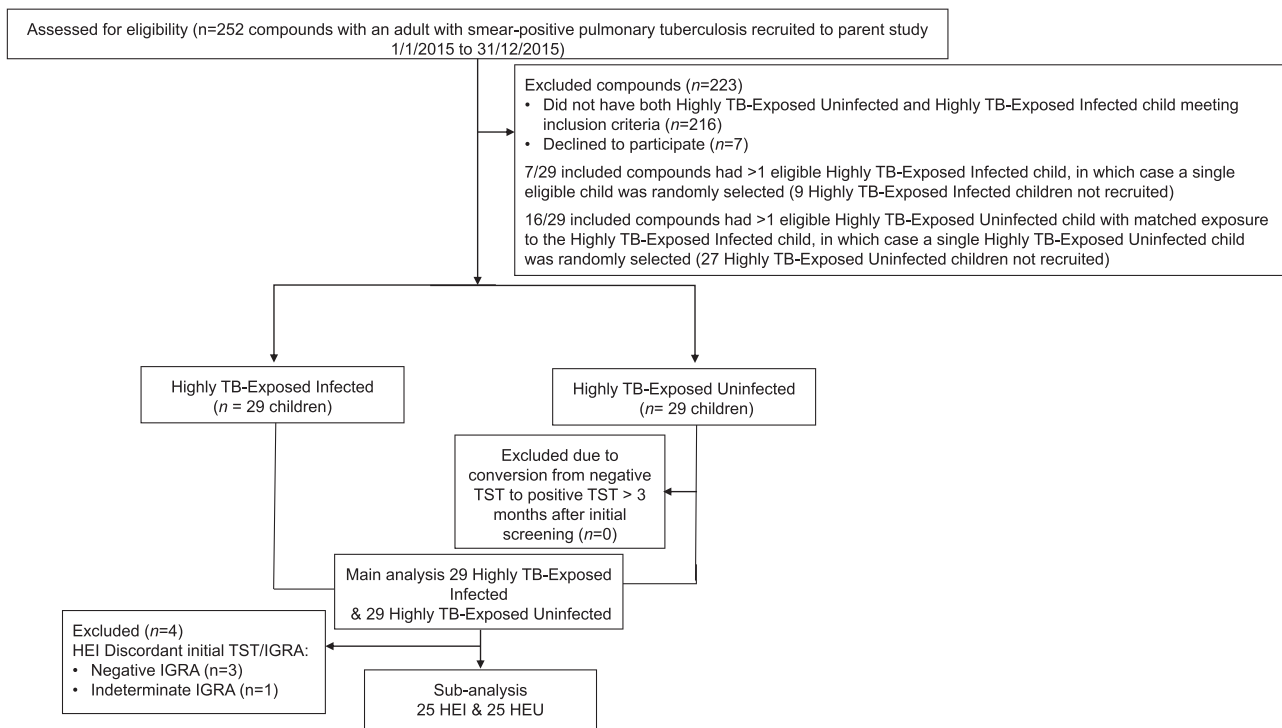 Assessed for eligibility (n=252 compounds with an adult with smear-positive pulmonary tuberculosis recruited to parent study
1/1/2015 to 31/12/2015)
Excluded compounds (n=223)
• Did not have both Highly TB-Exposed Uninfected and Highly TB-Exposed Infected child meeting
inclusion criteria (n=216)
• Declined to participate (n=7)
7/29 included compounds had >1 eligible Highly TB-Exposed Infected child, in which case a single
eligible child was randomly selected (9 Highly TB-Exposed Infected children not recruited)
16/29 included compounds had >1 eligible Highly TB-Exposed Uninfected child with matched exposure
to the Highly TB-Exposed Infected child, in which case a single Highly TB-Exposed Uninfected child
was randomly selected (27 Highly TB-Exposed Uninfected children not recruited)
Highly TB-Exposed Infected
(n = 29 children)
Highly TB-Exposed Uninfected
(n= 29 children)
Excluded due to
conversion from negative
TST to positive TST > 3
months after initial
screening (n=0)
Main analysis 29 Highly TB-Exposed
Infected
& 29 Highly TB-Exposed Uninfected
Excluded (n=4)
HEI Discordant initial TST/IGRA:
• Negative IGRA (n=3)
• Indeterminate IGRA (n=1)
Sub-analysis
25 HEI & 25 HEU